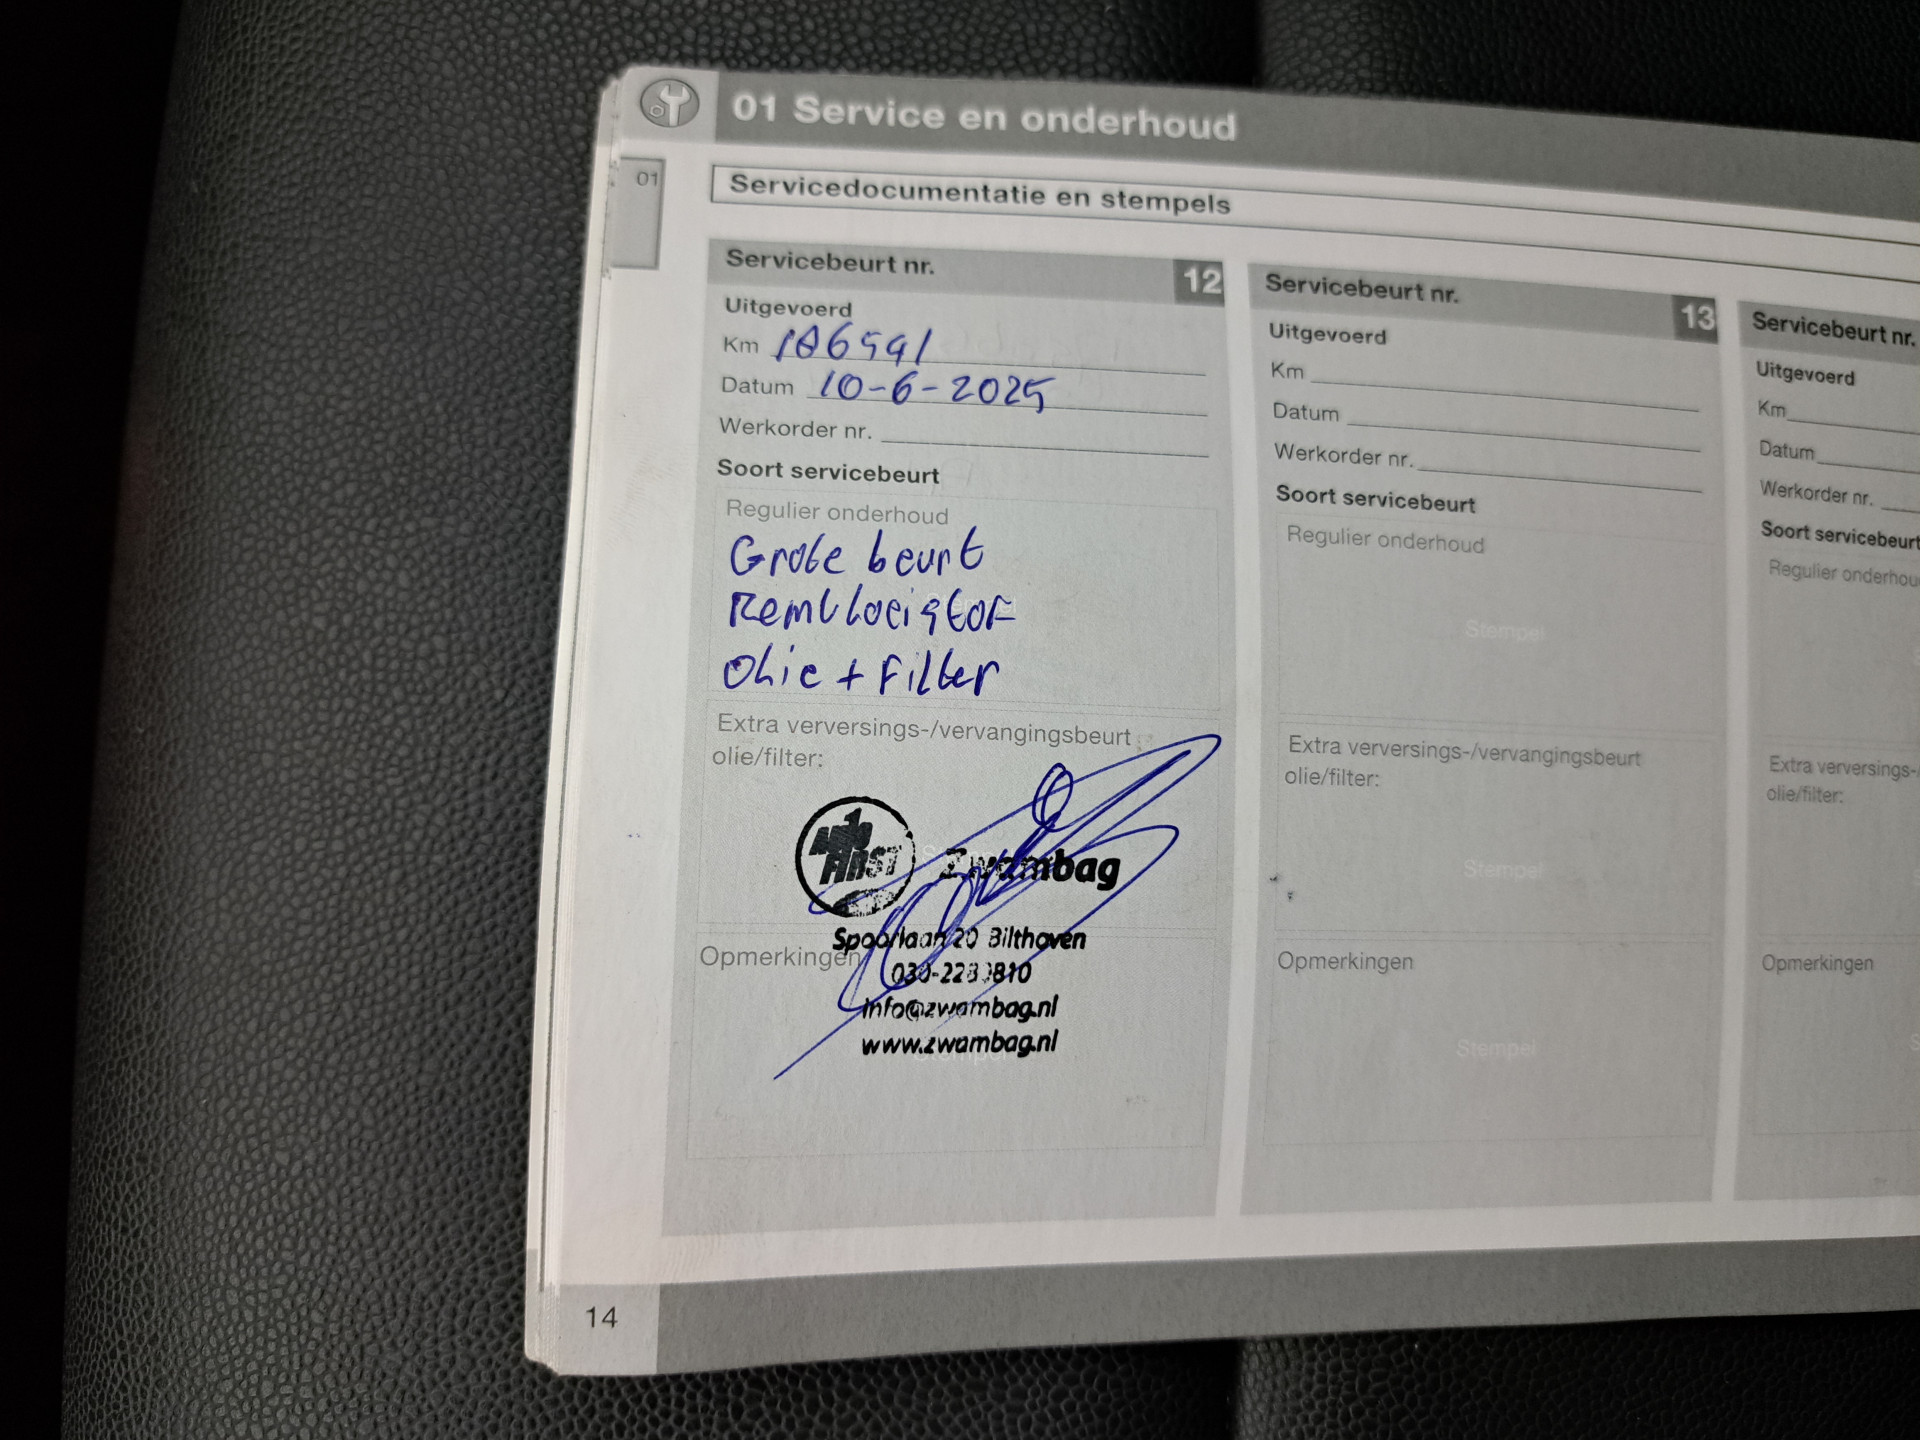 01 Service en onderhoud
01
Servicedocumentatie en stempels
Servicebeurt nr. 12
Uitgevoerd
Km 186591
Datum 10-6-2025
Werkorder nr.
Soort servicebeurt
Regulier onderhoud
Grote beurt
Remvloeistof
Olie + Filter
Extra verversings-/vervangingsbeurt
olie/filter:
FIRST Zwambag
Spoorlaan 20 Bilthoven
info@zwambag.nl
www.zwambag.nl
Opmerkingen
Servicebeurt nr. 13
Uitgevoerd
Km
Datum
Werkorder nr.
Soort servicebeurt
Regulier onderhoud
Stempel
Extra verversings-/vervangingsbeurt
olie/filter:
Stempel
Opmerkingen
Stempel
Servicebeurt nr.
Uitgevoerd
Km
Datum
Werkorder nr.
Soort servicebeurt
Regulier onderhou
Extra verversings-
olie/filter:
Opmerkingen
14